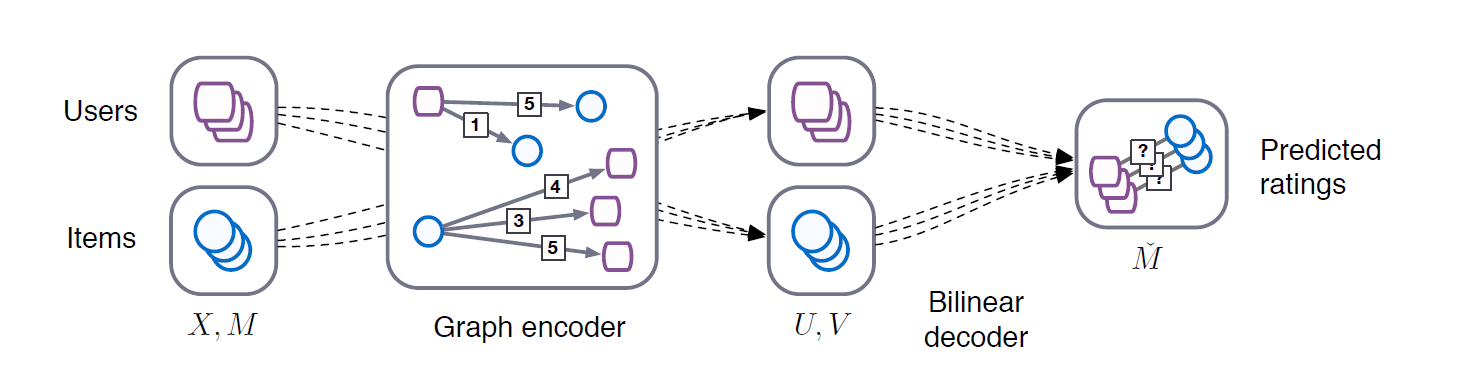 Users
Items
X, M
5
1
4
3
5
Graph encoder
U, V
Bilinear
decoder
?
?
?
M̌
Predicted
ratings